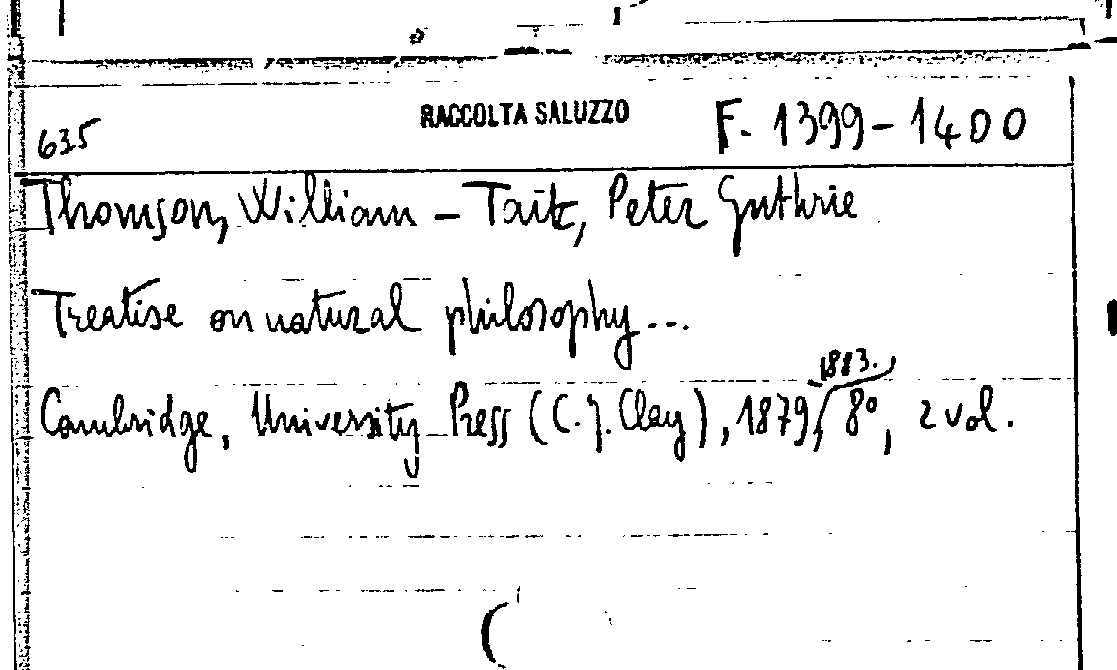 635 RACCOLTA SALUZZO F. 1399-1400
Thomson, William - Tait, Peter Guthrie
Treatise on natural philosophy...
-1883.
Cambridge, University Press (C. J. Clay), 1879, 8º, 2 vol.